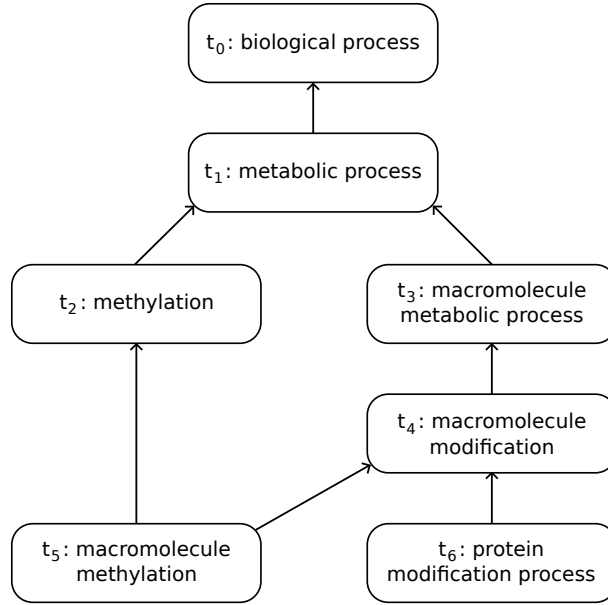 t₀: biological process
t₁: metabolic process
t₂: methylation
t₃: macromolecule
metabolic process
t₄: macromolecule
modification
t₅: macromolecule
methylation
t₆: protein
modification process